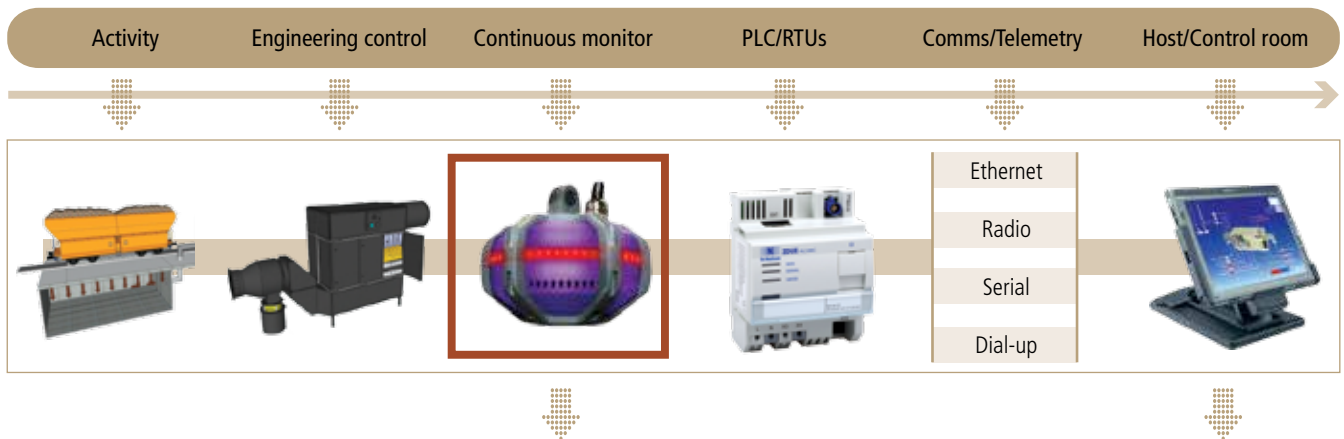 Activity
Engineering control
Continuous monitor
PLC/RTUs
Comms/Telemetry
Host/Control room
Ethernet
Radio
Serial
Dial-up